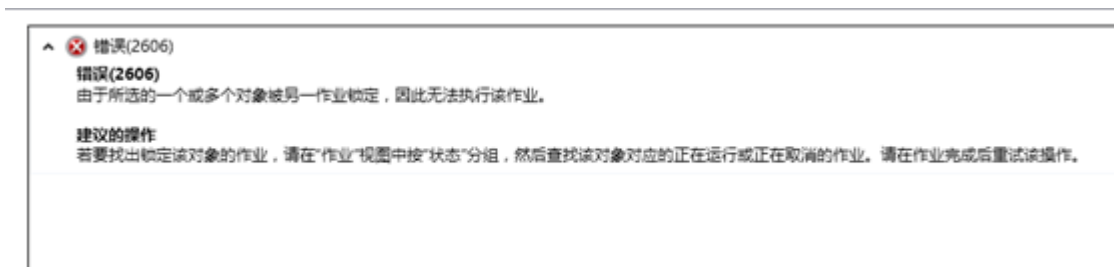 错误(2606)
错误(2606)
由于所选的一个或多个对象被另一作业锁定，因此无法执行该作业。
建议的操作
若要找出锁定该对象的作业，请在"作业"视图中按"状态"分组，然后查找该对象对应的正在运行或正在取消的作业。请在作业完成后重试该操作。